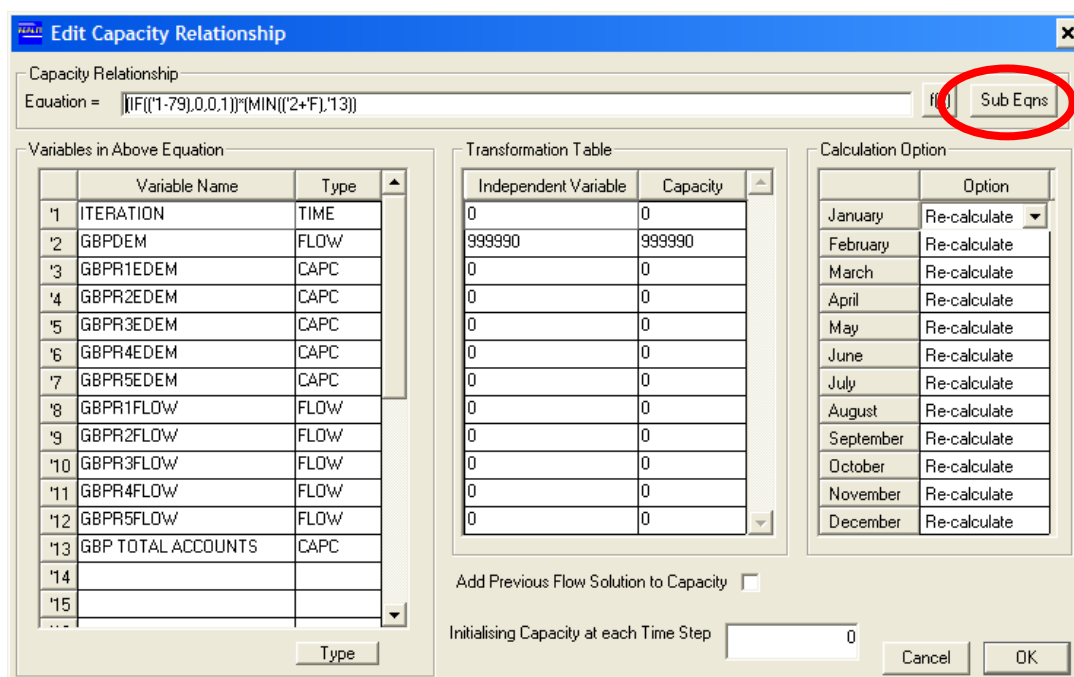 Edit Capacity Relationship
Capacity Relationship
Equation = (IF(('1-79),0,0,1))*(MIN(('2+'F),'13)) Sub Eqns
Variables in Above Equation
Variable Name Type
'1 ITERATION TIME
'2 GBPDEM FLOW
'3 GBPR1EDEM CAPC
'4 GBPR2EDEM CAPC
'5 GBPR3EDEM CAPC
'6 GBPR4EDEM CAPC
'7 GBPR5EDEM CAPC
'8 GBPR1FLOW FLOW
'9 GBPR2FLOW FLOW
'10 GBPR3FLOW FLOW
'11 GBPR4FLOW FLOW
'12 GBPR5FLOW FLOW
'13 GBP TOTAL ACCOUNTS CAPC
'14
'15
Type
Transformation Table
Independent Variable Capacity
0 0
999990 999990
0 0
0 0
0 0
0 0
0 0
0 0
0 0
0 0
0 0
0 0
Add Previous Flow Solution to Capacity
Initialising Capacity at each Time Step 0
Calculation Option
Option
January Re-calculate
February Re-calculate
March Re-calculate
April Re-calculate
May Re-calculate
June Re-calculate
July Re-calculate
August Re-calculate
September Re-calculate
October Re-calculate
November Re-calculate
December Re-calculate
Cancel OK